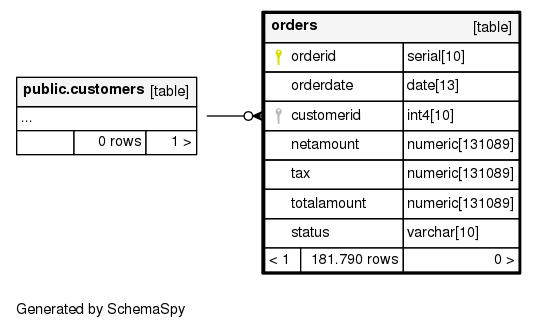 public.customers [table]
...
0 rows 1 >
orders [table]
orderid serial[10]
orderdate date[13]
customerid int4[10]
netamount numeric[131089]
tax numeric[131089]
totalamount numeric[131089]
status varchar[10]
< 1 181.790 rows 0 >
Generated by SchemaSpy